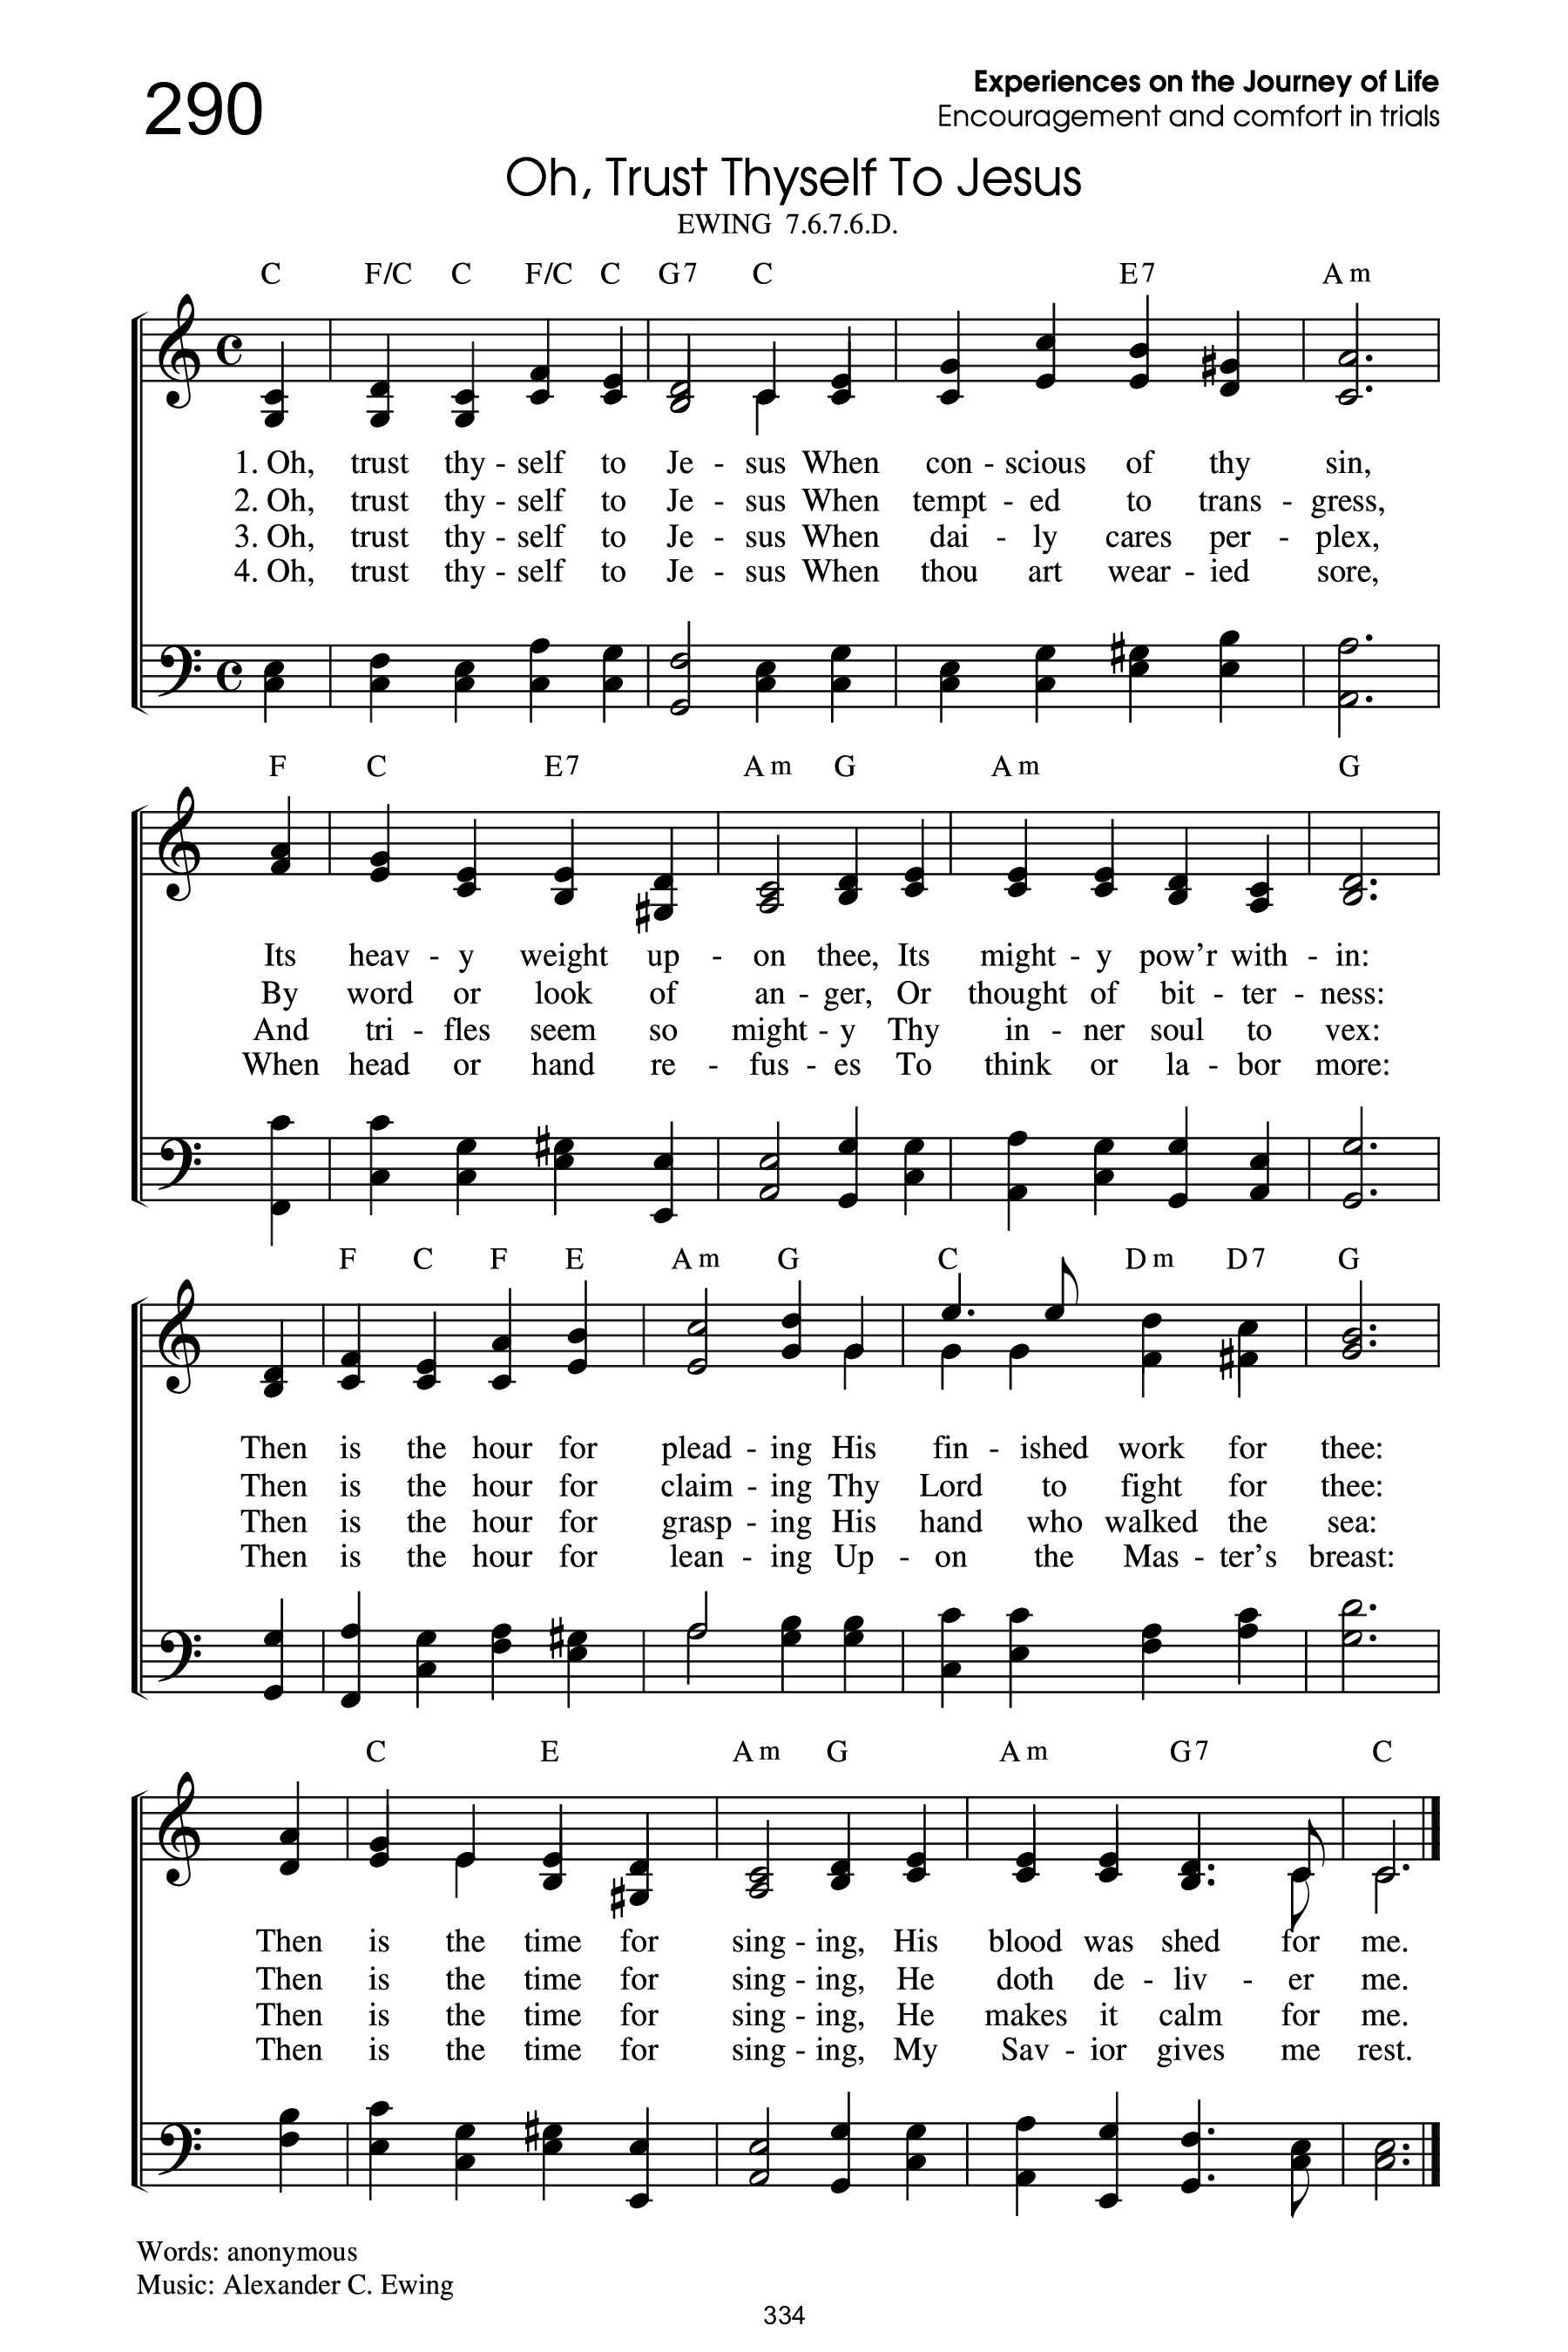 290
Experiences on the Journey of Life
Encouragement and comfort in trials
Oh, Trust Thyself To Jesus
EWING 7.6.7.6.D.
C F/C C F/C C G7 C E7 Am
1. Oh, trust thy - self to Je - sus When con - scious of thy sin,
2. Oh, trust thy - self to Je - sus When tempt - ed to trans - gress,
3. Oh, trust thy - self to Je - sus When dai - ly cares per - plex,
4. Oh, trust thy - self to Je - sus When thou art wear - ied sore,
F C E7 Am G Am G
Its heav - y weight up - on thee, Its might - y pow'r with - in:
By word or look of an - ger, Or thought of bit - ter - ness:
And tri - fles seem so might - y Thy in - ner soul to vex:
When head or hand re - fus - es To think or la - bor more:
F C F E Am G C Dm D7 G
Then is the hour for plead - ing His fin - ished work for thee:
Then is the hour for claim - ing Thy Lord to fight for thee:
Then is the hour for grasp - ing His hand who walked the sea:
Then is the hour for lean - ing Up - on the Mas - ter's breast:
C E Am G Am G7 C
Then is the time for sing - ing, His blood was shed for me.
Then is the time for sing - ing, He doth de - liv - er me.
Then is the time for sing - ing, He makes it calm for me.
Then is the time for sing - ing, My Sav - ior gives me rest.
Words: anonymous
Music: Alexander C. Ewing
334